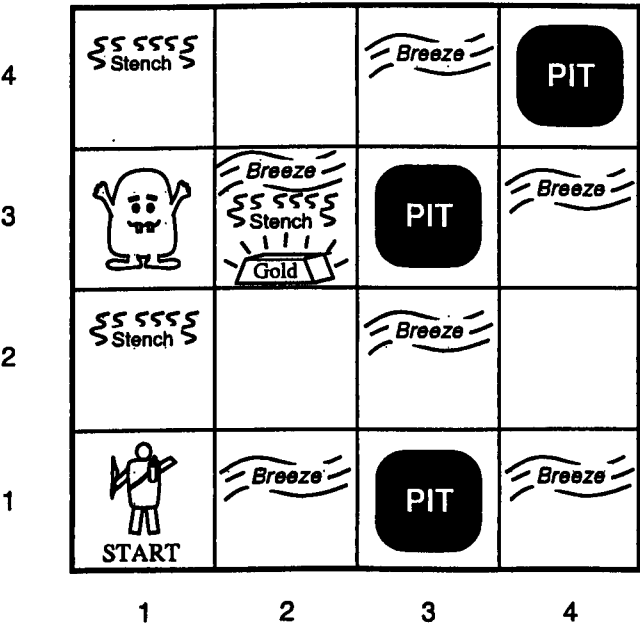 4
Stench
Breeze
PIT
3
Breeze
Stench
Gold
PIT
Breeze
2
Stench
Breeze
1
START
Breeze
PIT
Breeze
1 2 3 4